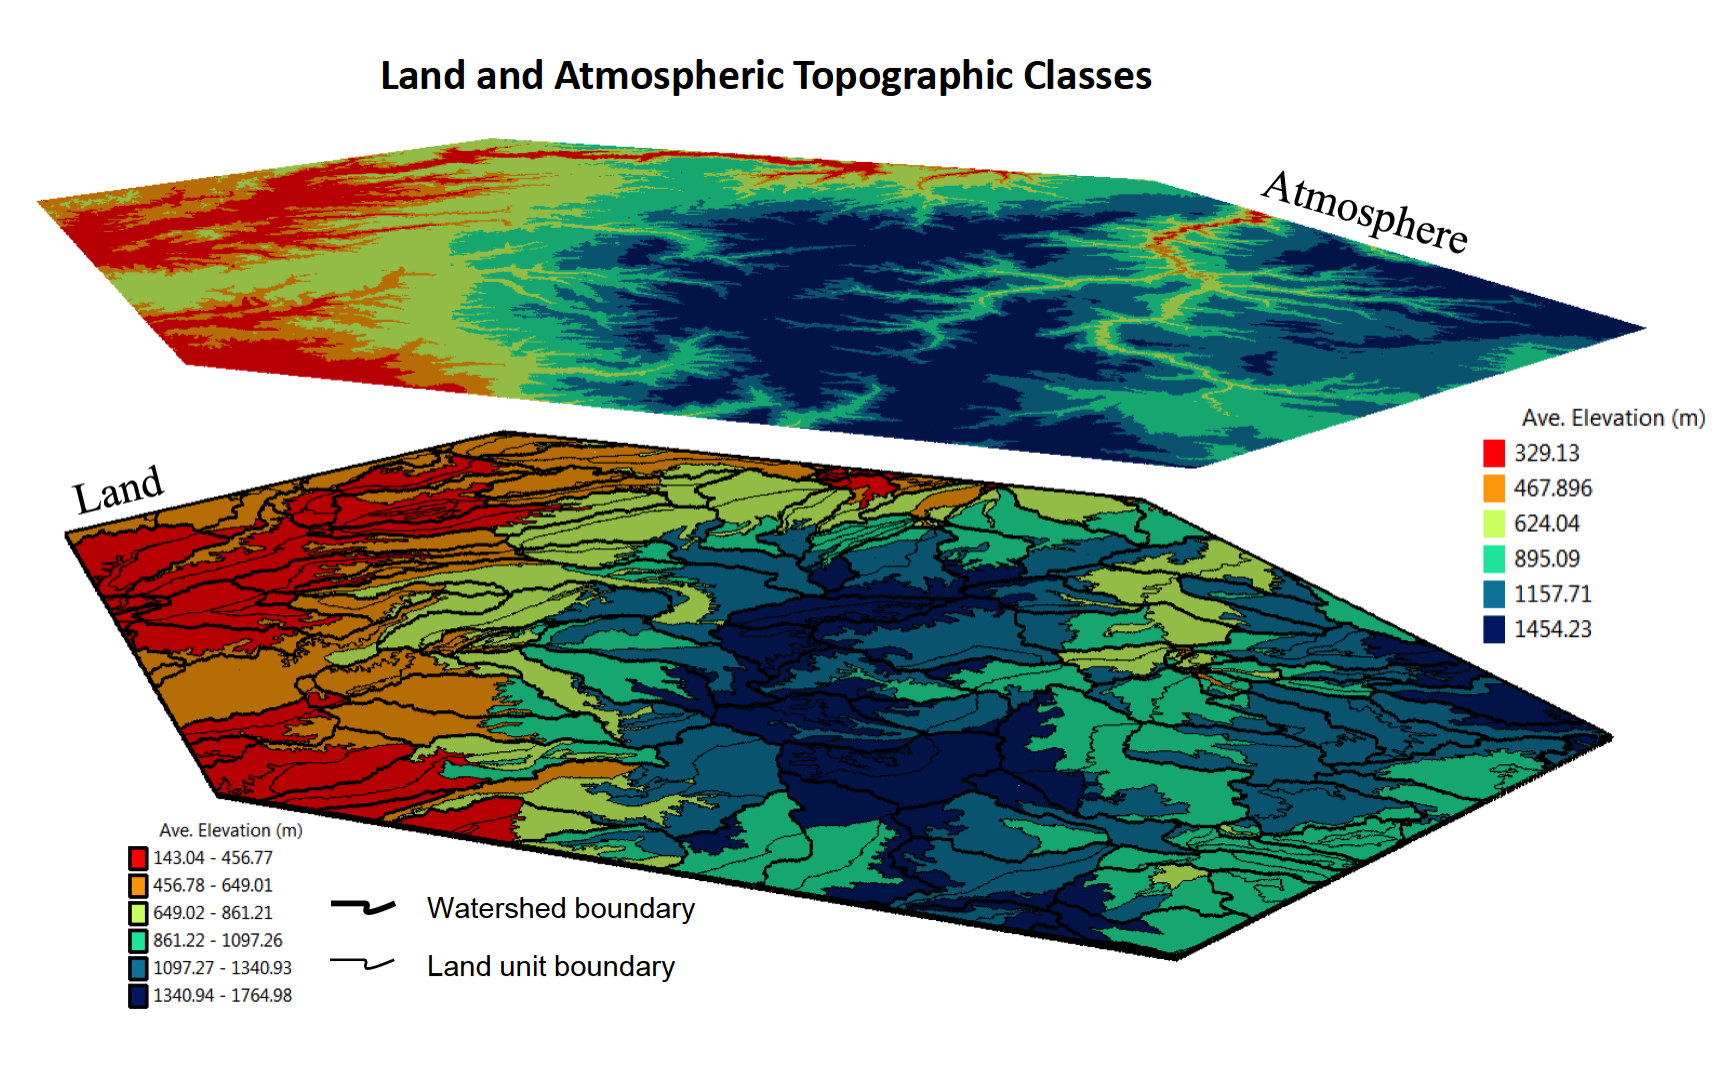 Land and Atmospheric Topographic Classes
Atmosphere
Ave. Elevation (m)
329.13
467.896
624.04
895.09
1157.71
1454.23
Land
Ave. Elevation (m)
143.04 - 456.77
456.78 - 649.01
649.02 - 861.21
861.22 - 1097.26
1097.27 - 1340.93
1340.94 - 1764.98
Watershed boundary
Land unit boundary